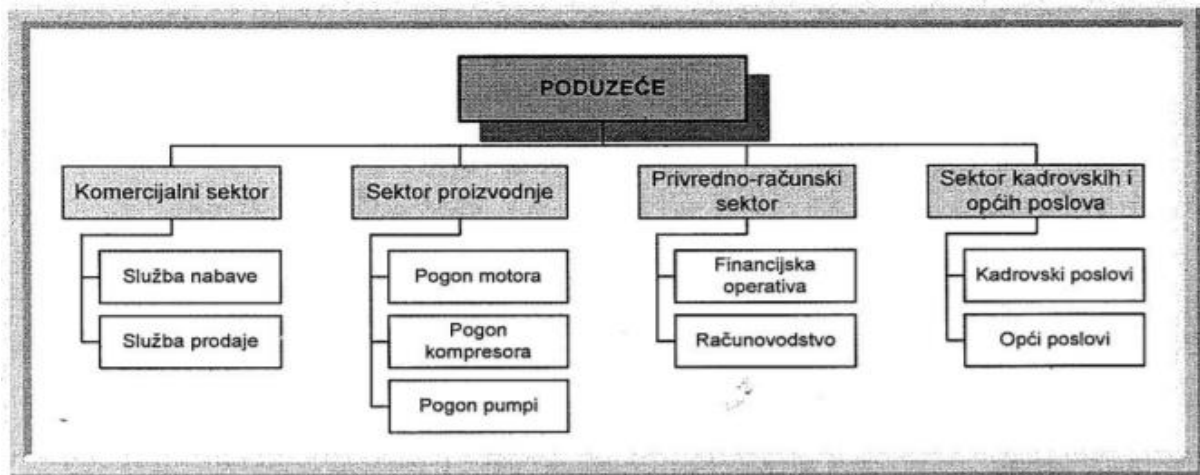 PODUZEĆE
Komercijalni sektor
Služba nabave
Služba prodaje
Sektor proizvodnje
Pogon motora
Pogon
kompresora
Pogon pumpi
Privredno-računski
sektor
Financijska
operativa
Računovodstvo
Sektor kadrovskih i
općih poslova
Kadrovski poslovi
Opći poslovi